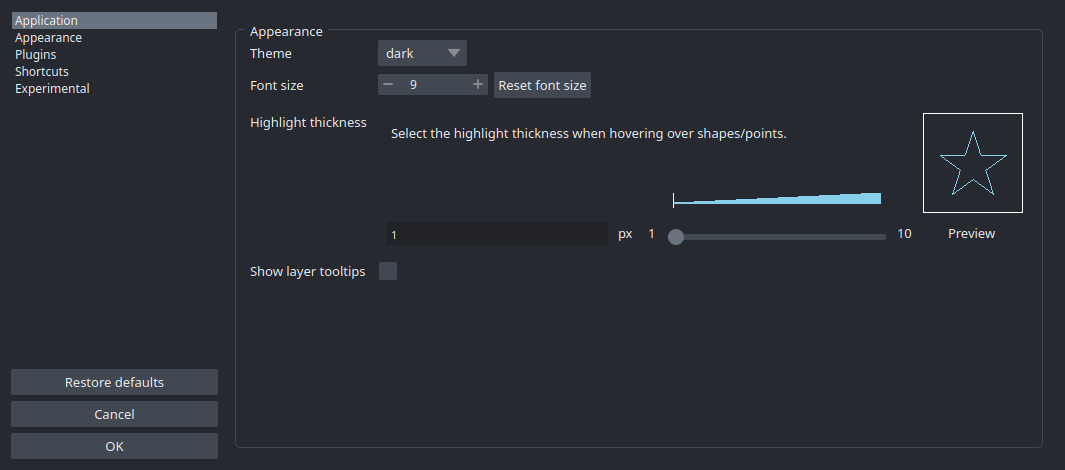 Application
Appearance
Plugins
Shortcuts
Experimental
Restore defaults
Cancel
OK
Appearance
Theme dark
Font size − 9 + Reset font size
Highlight thickness
Select the highlight thickness when hovering over shapes/points.
1 px 1 10 Preview
Show layer tooltips